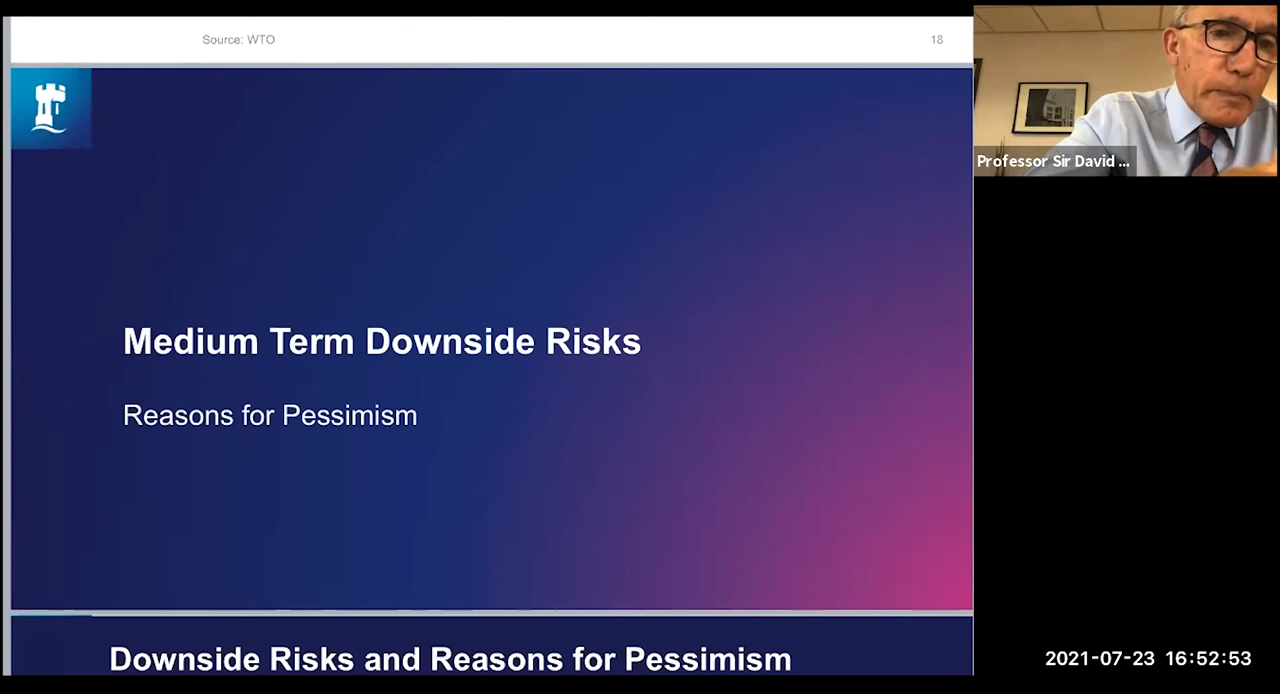 Source: WTO
18
Medium Term Downside Risks
Reasons for Pessimism
Downside Risks and Reasons for Pessimism
Professor Sir David ...
2021-07-23 16:52:53